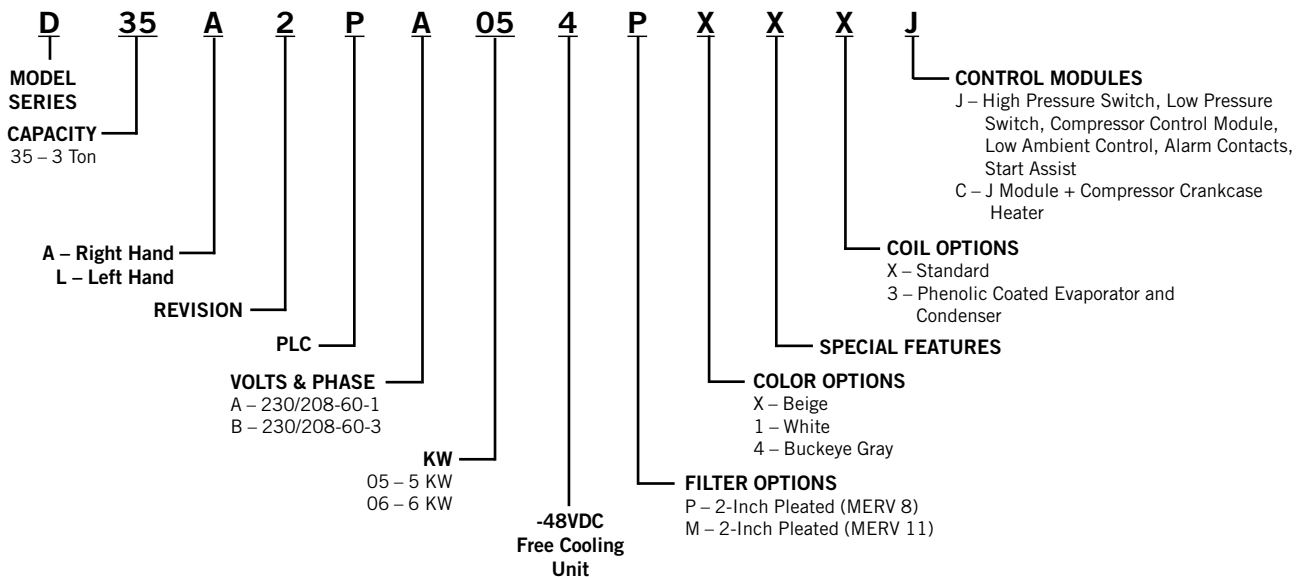 D 35 A 2 P A 05 4 P X X X J
MODEL
SERIES
CAPACITY
35 – 3 Ton
A – Right Hand
L – Left Hand
REVISION
PLC
VOLTS & PHASE
A – 230/208-60-1
B – 230/208-60-3
KW
05 – 5 KW
06 – 6 KW
-48VDC
Free Cooling
Unit
FILTER OPTIONS
P – 2-Inch Pleated (MERV 8)
M – 2-Inch Pleated (MERV 11)
COLOR OPTIONS
X – Beige
1 – White
4 – Buckeye Gray
SPECIAL FEATURES
COIL OPTIONS
X – Standard
3 – Phenolic Coated Evaporator and
Condenser
CONTROL MODULES
J – High Pressure Switch, Low Pressure
Switch, Compressor Control Module,
Low Ambient Control, Alarm Contacts,
Start Assist
C – J Module + Compressor Crankcase
Heater